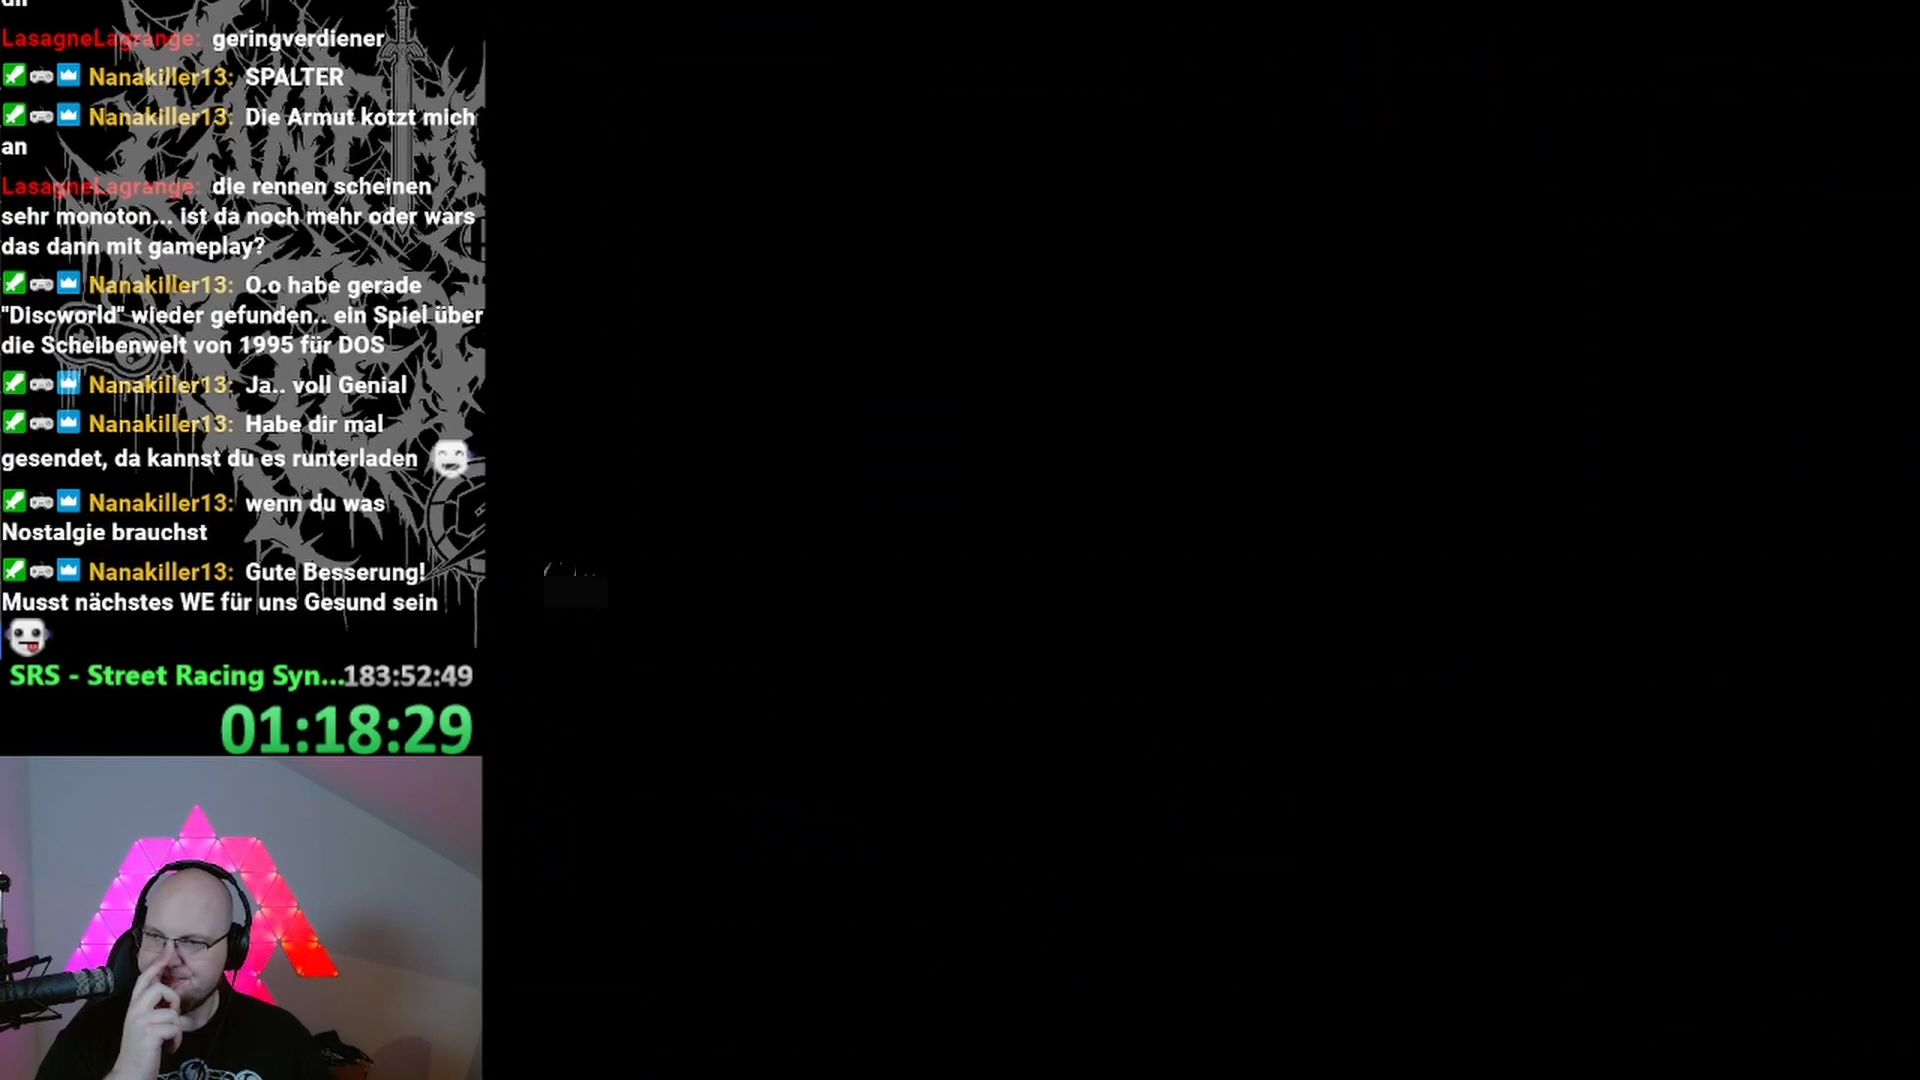 LasagneLagrange: geringverdiener
Nanakiller13: SPALTER
Nanakiller13: Die Armut kotzt mich
an
LasagneLagrange: die rennen scheinen
sehr monoton... ist da noch mehr oder wars
das dann mit gameplay?
Nanakiller13: O.o habe gerade
"Discworld" wieder gefunden.. ein Spiel über
die Scheibenwelt von 1995 für DOS
Nanakiller13: Ja.. voll Genial
Nanakiller13: Habe dir mal
gesendet, da kannst du es runterladen
Nanakiller13: wenn du was
Nostalgie brauchst
Nanakiller13: Gute Besserung!
Musst nächstes WE für uns Gesund sein
SRS - Street Racing Syn...183:52:49
01:18:29